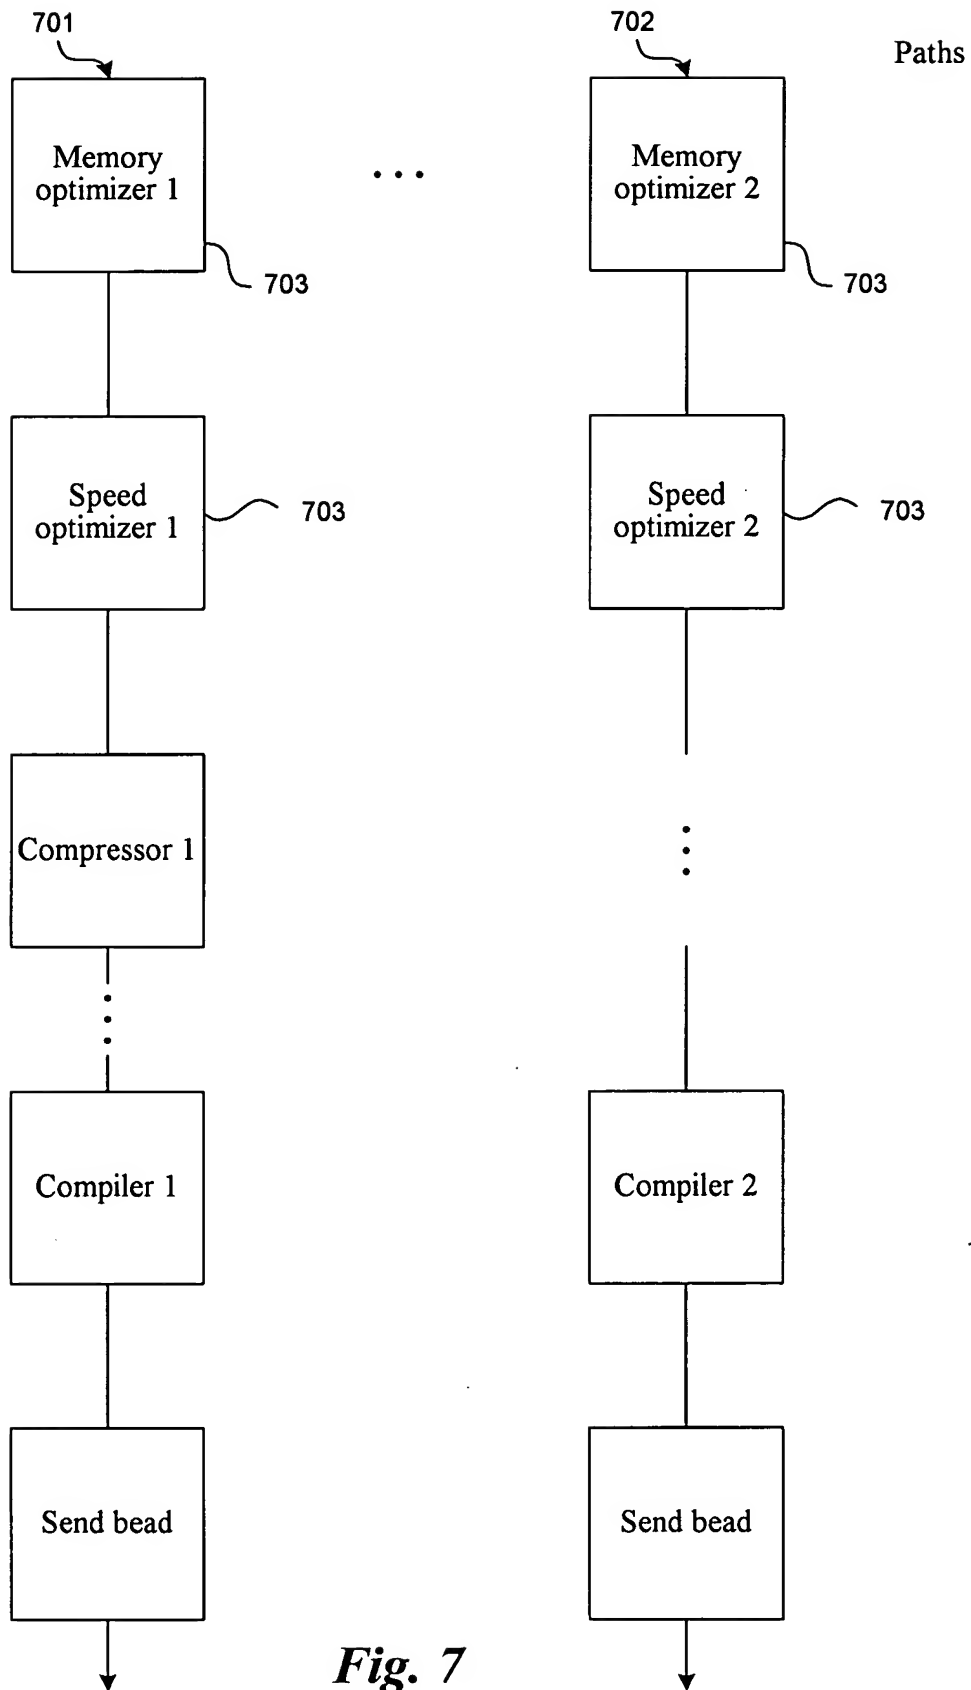 701
702
Paths
Memory
optimizer 1
...
Memory
optimizer 2
703
703
Speed
optimizer 1
703
Speed
optimizer 2
703
Compressor 1
Compiler 1
Compiler 2
Send bead
Send bead
Fig. 7